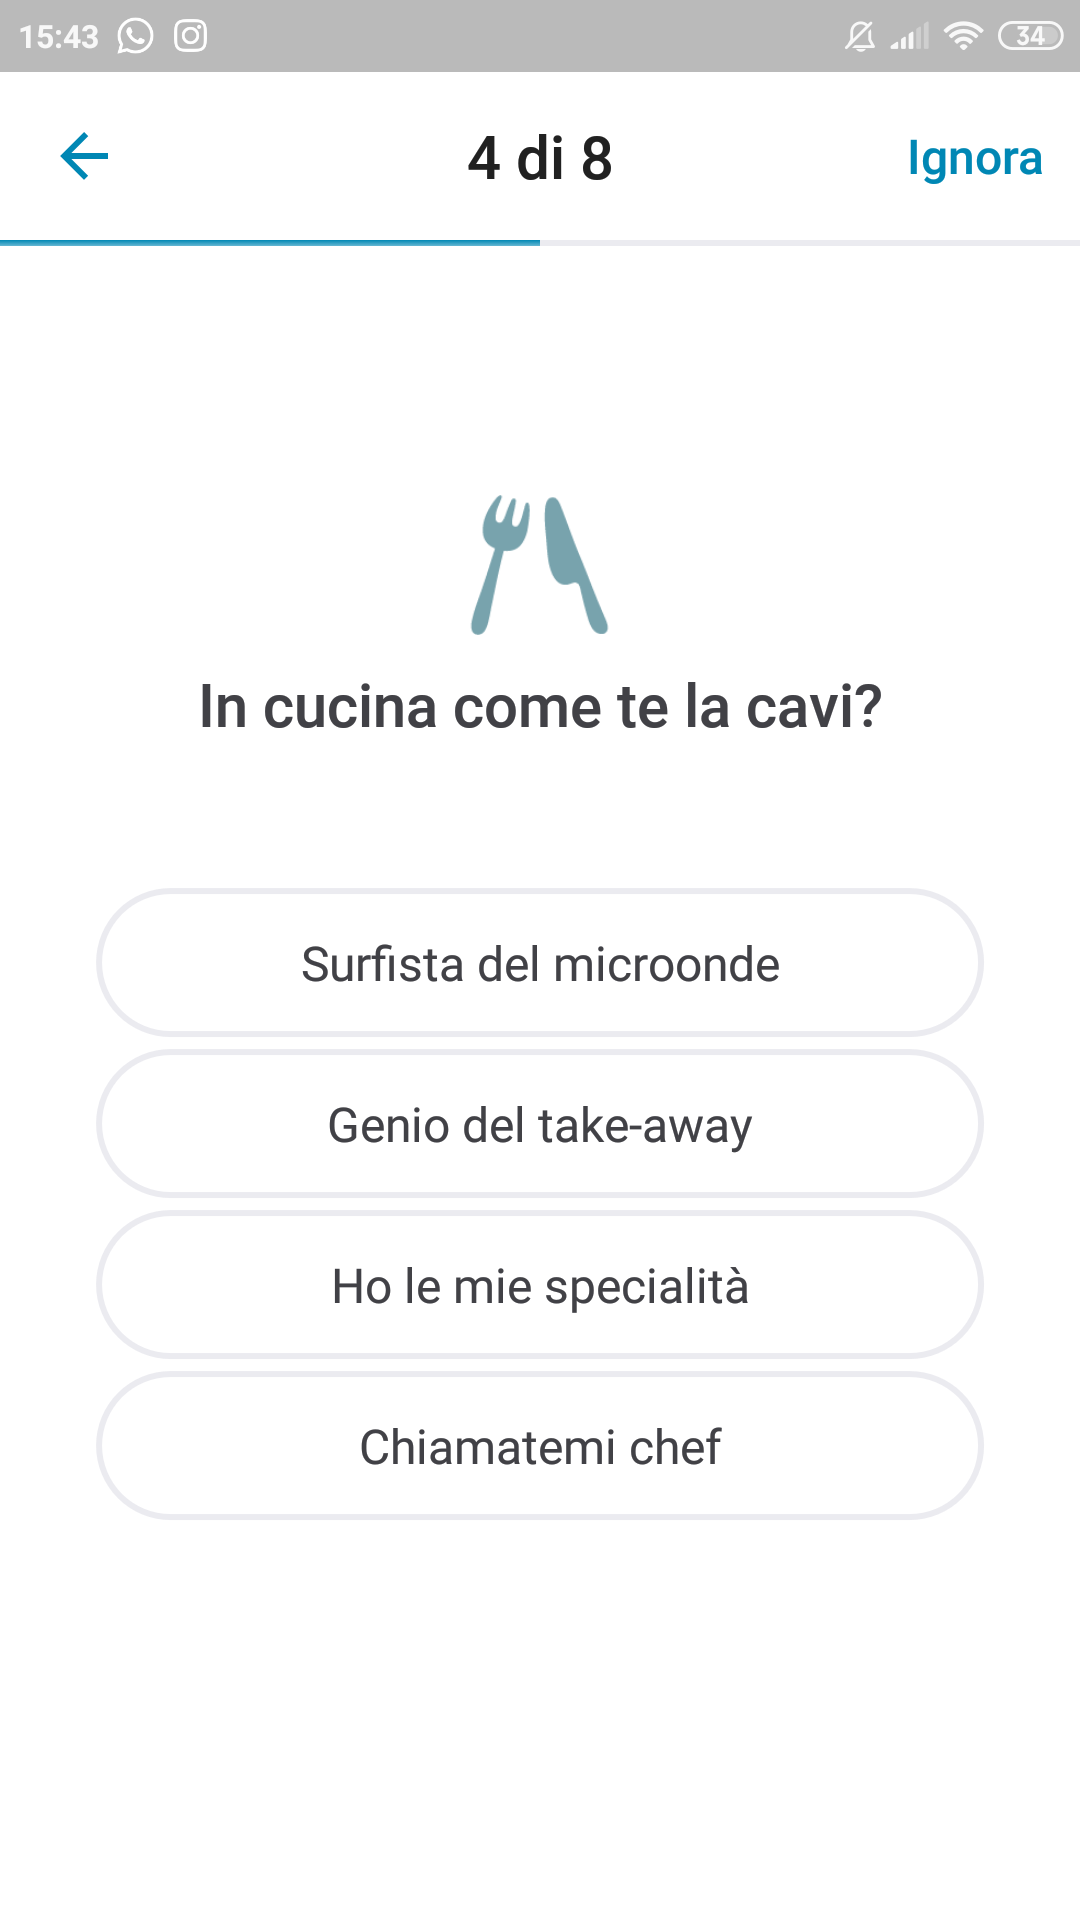 15:43
34
4 di 8
Ignora
In cucina come te la cavi?
Surfista del microonde
Genio del take-away
Ho le mie specialità
Chiamatemi chef